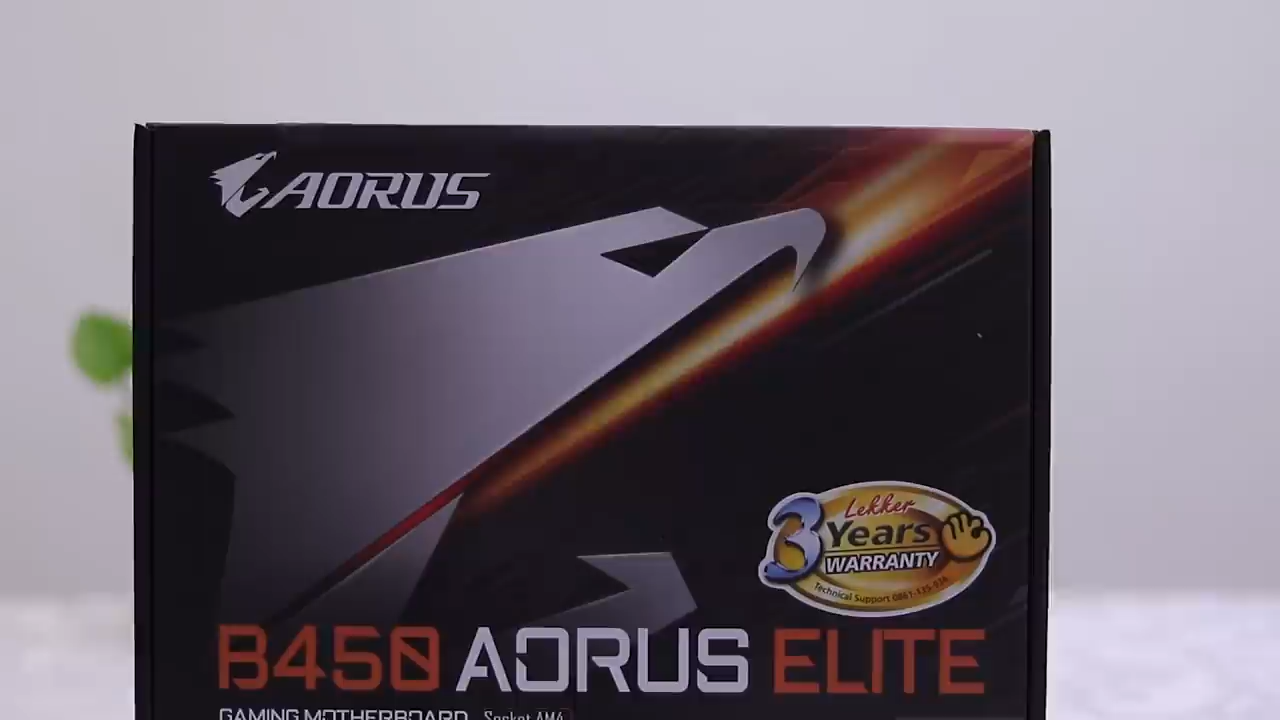 AORUS
Lekker
3 Years
WARRANTY
Technical Support 0861-135-936
B450 AORUS ELITE
GAMING MOTHERBOARD Socket AM4